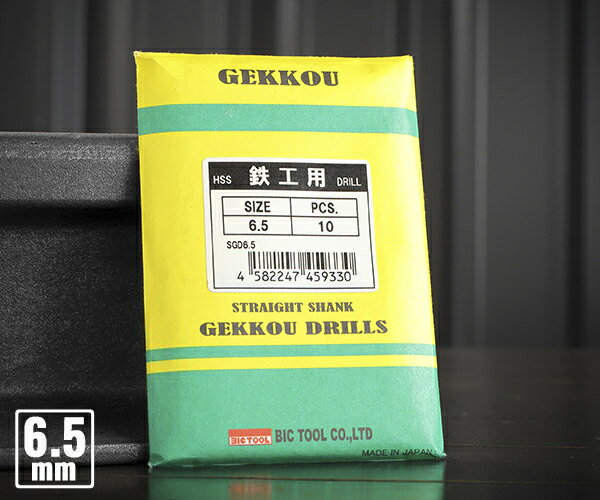 GEKKOU
HSS 鉄工用 DRILL
SIZE PCS.
6.5 10
SGD6.5
4 582247 459330
STRAIGHT SHANK
GEKKOU DRILLS
BIC TOOL BIC TOOL CO.,LTD
MADE IN JAPAN
6.5
mm